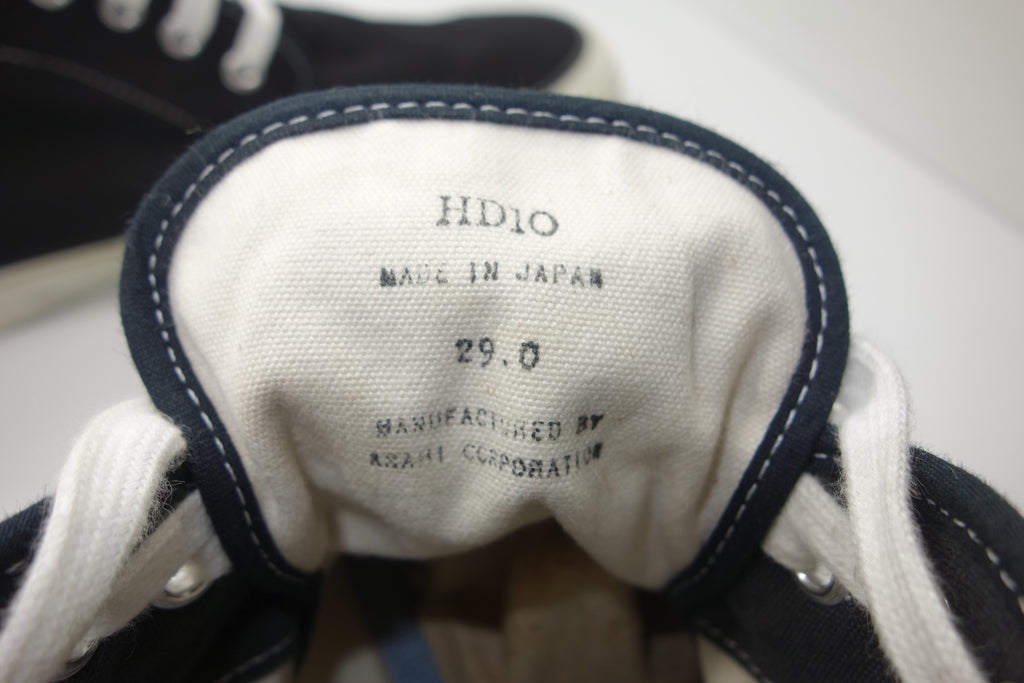 HD10
MADE IN JAPAN
29.0
MANUFACTURED BY
ASAHI CORPORATION